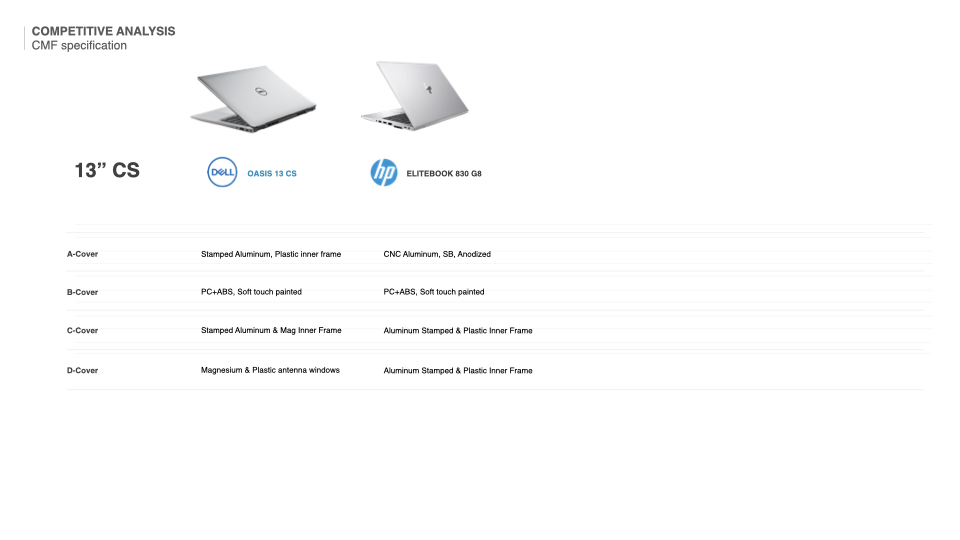 COMPETITIVE ANALYSIS
CMF specification
13” CS
DELL OASIS 13 CS
hp ELITEBOOK 830 G8
A-Cover Stamped Aluminum, Plastic inner frame CNC Aluminum, SB, Anodized
B-Cover PC+ABS, Soft touch painted PC+ABS, Soft touch painted
C-Cover Stamped Aluminum & Mag Inner Frame Aluminum Stamped & Plastic Inner Frame
D-Cover Magnesium & Plastic antenna windows Aluminum Stamped & Plastic Inner Frame